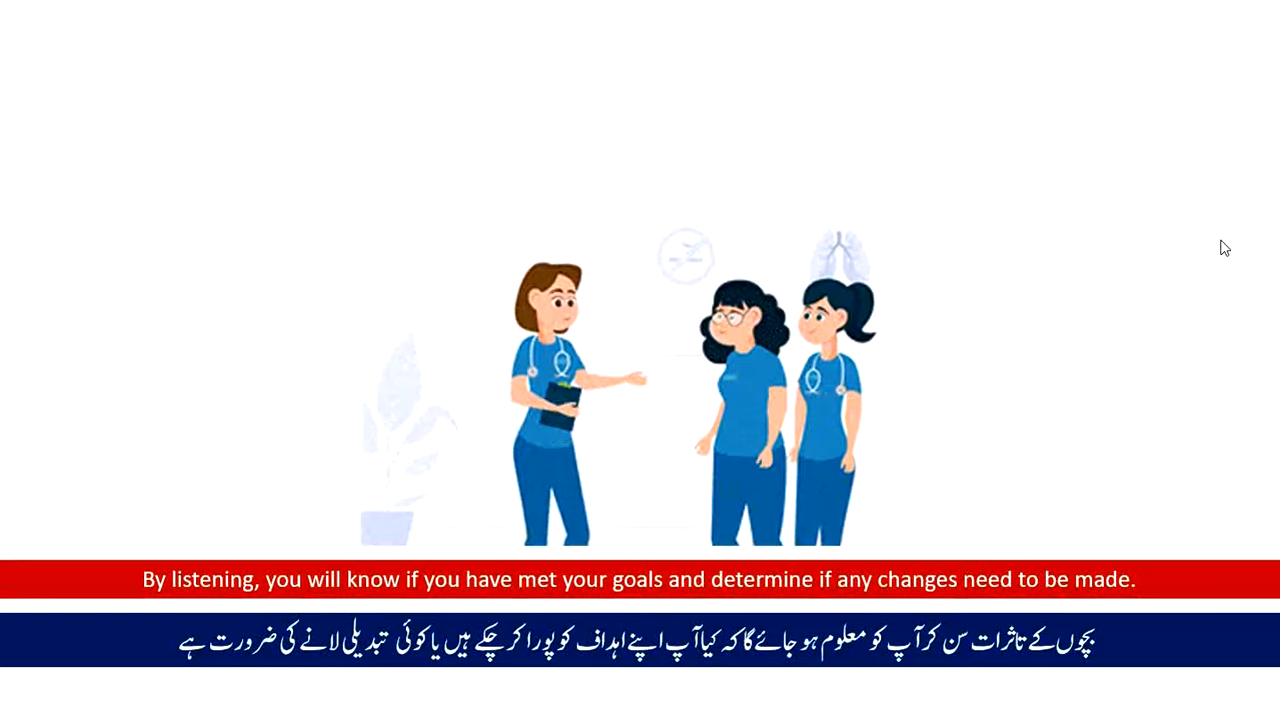 By listening, you will know if you have met your goals and determine if any changes need to be made.
بچوں کے تاثرات سن کر آپ کو معلوم ہو جائے گا کہ کیا آپ اپنے اہداف کو پورا کر چکے ہیں یا کوئی تبدیلی لانے کی ضرورت ہے